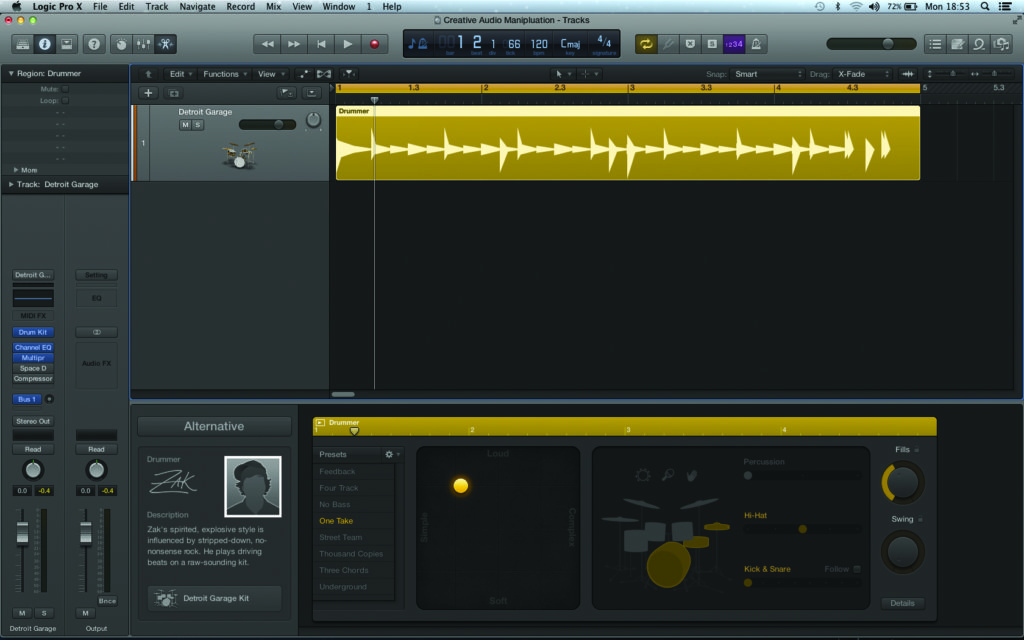 Logic Pro X File Edit Track Navigate Record Mix View Window 1 Help
72% Mon 18:53
Creative Audio Mainpluation - Tracks
001 2 1 66 120 Cmaj 4/4
bar beat bpm key signature
S 1234
Region: Drummer
Edit Functions View
Snap: Smart Drag: X-Fade
Mute:
Loop:
1 1.3 2 2.3 3 3.3 4 4.3 5 5.3
Detroit Garage
M S
1
Drummer
More
Track: Detroit Garage
Detroit G... Setting
EQ
MIDI FX
Drum Kit
Channel EQ
Multipr
Audio FX
Space D
Compressor
Bus 1
Stereo Out
Read Read
0.0 -0.4 0.0 -0.4
Bnce
M S M
Detroit Garage Output
Alternative
Drummer
Zak
Description
Zak's spirited, explosive style is
influenced by stripped-down, no-
nonsense rock. He plays driving
beats on a raw-sounding kit.
Detroit Garage Kit
Drummer
1 2 3 4
Presets
Feedback
Four Track
No Bass
One Take
Street Team
Thousand Copies
Three Chords
Underground
Loud
Simple
Complex
Soft
Percussion
Hi-Hat
Kick & Snare Follow
Fills
Swing
Details